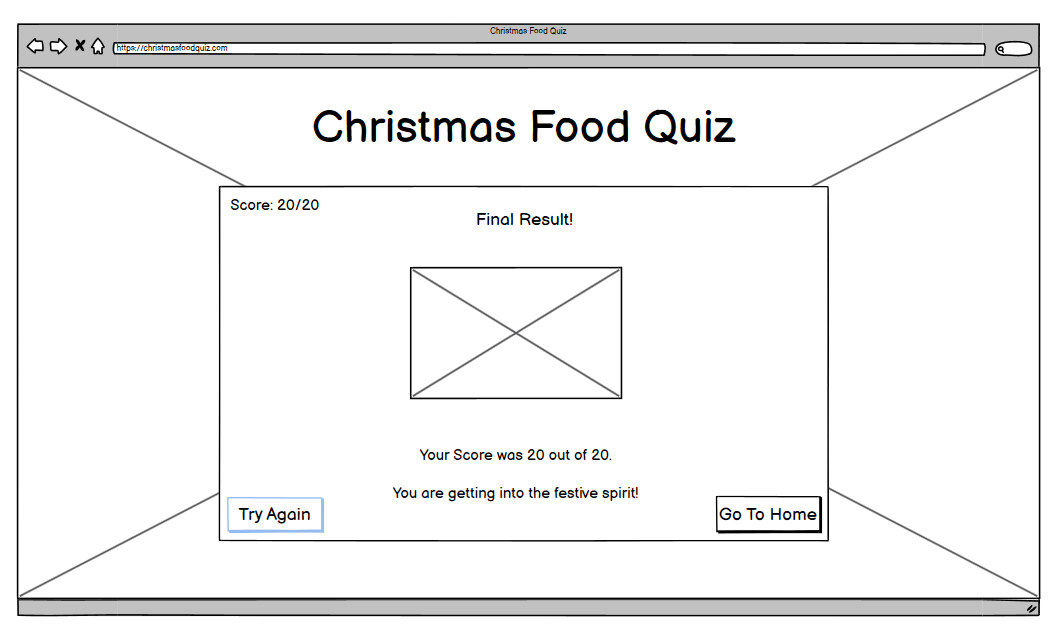 Christmas Food Quiz
https://christmasfoodquiz.com
Christmas Food Quiz
Score: 20/20
Final Result!
Your Score was 20 out of 20.
You are getting into the festive spirit!
Try Again
Go To Home